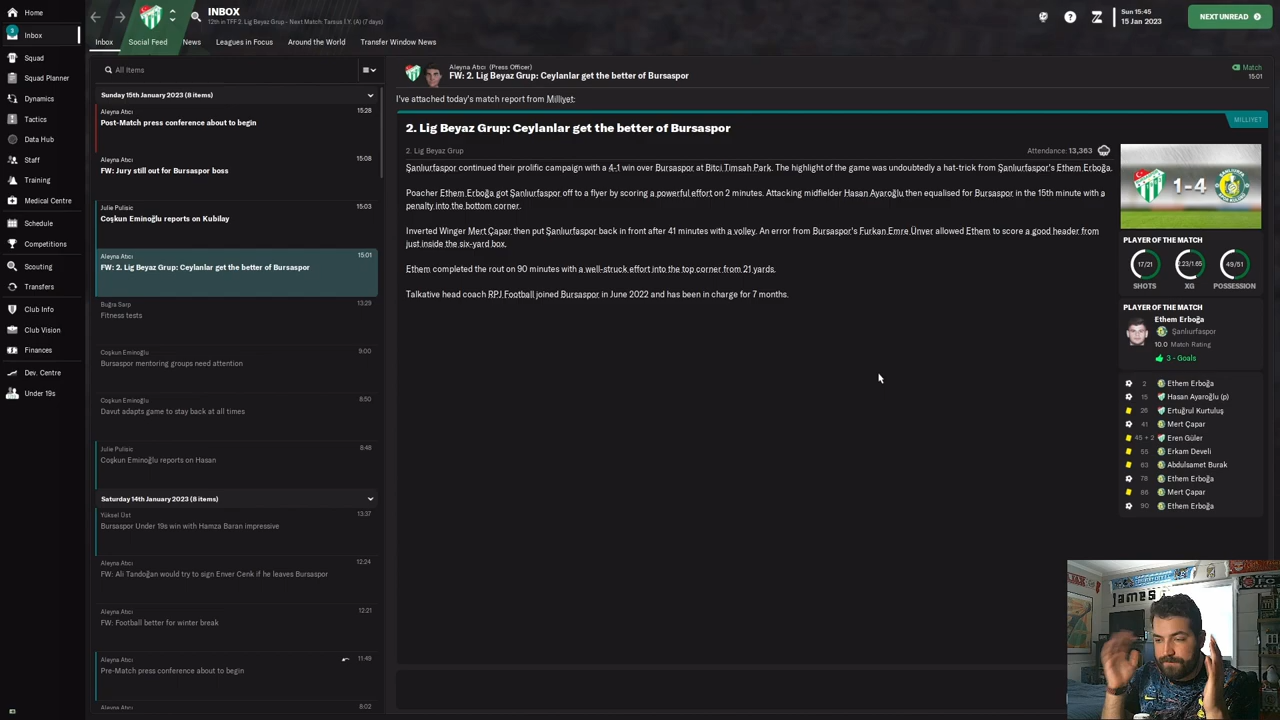 Home
Inbox
3
Squad
Squad Planner
Dynamics
Tactics
Data Hub
Staff
Training
Medical Centre
Schedule
Competitions
Scouting
Transfers
Club Info
Club Vision
Finances
Dev. Centre
Under 19s
INBOX
12th in TFF 2. Lig Beyaz Grup - Next Match: Tarsus I.Y. (A) (7 days)
Sun 15:45
15 Jan 2023
NEXT UNREAD >
Inbox Social Feed News Leagues in Focus Around the World Transfer Window News
All Items
Sunday 15th January 2023 (8 items)
Aleyna Atıcı 15:28
Post-Match press conference about to begin
Aleyna Atıcı 15:08
FW: Jury still out for Bursaspor boss
Julie Pulisic 15:03
Coşkun Eminoğlu reports on Kubilay
Aleyna Atıcı 15:01
FW: 2. Lig Beyaz Grup: Ceylanlar get the better of Bursaspor
Buğra Sarp 13:29
Fitness tests
Coşkun Eminoğlu 9:00
Bursaspor mentoring groups need attention
Coşkun Eminoğlu 8:50
Davut adapts game to stay back at all times
Julie Pulisic 8:48
Coşkun Eminoğlu reports on Hasan
Saturday 14th January 2023 (8 items)
Yüksel Üst 13:37
Bursaspor Under 19s win with Hamza Baran impressive
Aleyna Atıcı 12:24
FW: Ali Tandoğan would try to sign Enver Cenk if he leaves Bursaspor
Aleyna Atıcı 12:21
FW: Football better for winter break
Aleyna Atıcı 11:49
Pre-Match press conference about to begin
Aleyna Atıcı 8:02
Aleyna Atıcı (Press Officer)
FW: 2. Lig Beyaz Grup: Ceylanlar get the better of Bursaspor
Match
15:01
I've attached today's match report from Milliyet:
MILLIYET
2. Lig Beyaz Grup: Ceylanlar get the better of Bursaspor
2. Lig Beyaz Grup
Attendance: 13,363
Şanlıurfaspor continued their prolific campaign with a 4-1 win over Bursaspor at Bitci Timsah Park. The highlight of the game was undoubtedly a hat-trick from Şanlıurfaspor's Ethem Erboğa.
Poacher Ethem Erboğa got Şanlıurfaspor off to a flyer by scoring a powerful effort on 2 minutes. Attacking midfielder Hasan Ayaroğlu then equalised for Bursaspor in the 15th minute with a
penalty into the bottom corner.
Inverted Winger Mert Çapar then put Şanlıurfaspor back in front after 41 minutes with a volley. An error from Bursaspor's Furkan Emre Ünver allowed Ethem to score a good header from
just inside the six-yard box.
Ethem completed the rout on 90 minutes with a well-struck effort into the top corner from 21 yards.
Talkative head coach RPJ Football joined Bursaspor in June 2022 and has been in charge for 7 months.
1-4
PLAYER OF THE MATCH
17/21 2.23/1.65 49/51
SHOTS XG POSSESSION
PLAYER OF THE MATCH
Ethem Erboğa
Şanlıurfaspor
10.0 Match Rating
3 - Goals
2 Ethem Erboğa
15 Hasan Ayaroğlu (p)
26 Ertuğrul Kurtuluş
41 Mert Çapar
45 + 2 Eren Güler
55 Erkam Develi
63 Abdulsamet Burak
78 Ethem Erboğa
86 Mert Çapar
90 Ethem Erboğa
james